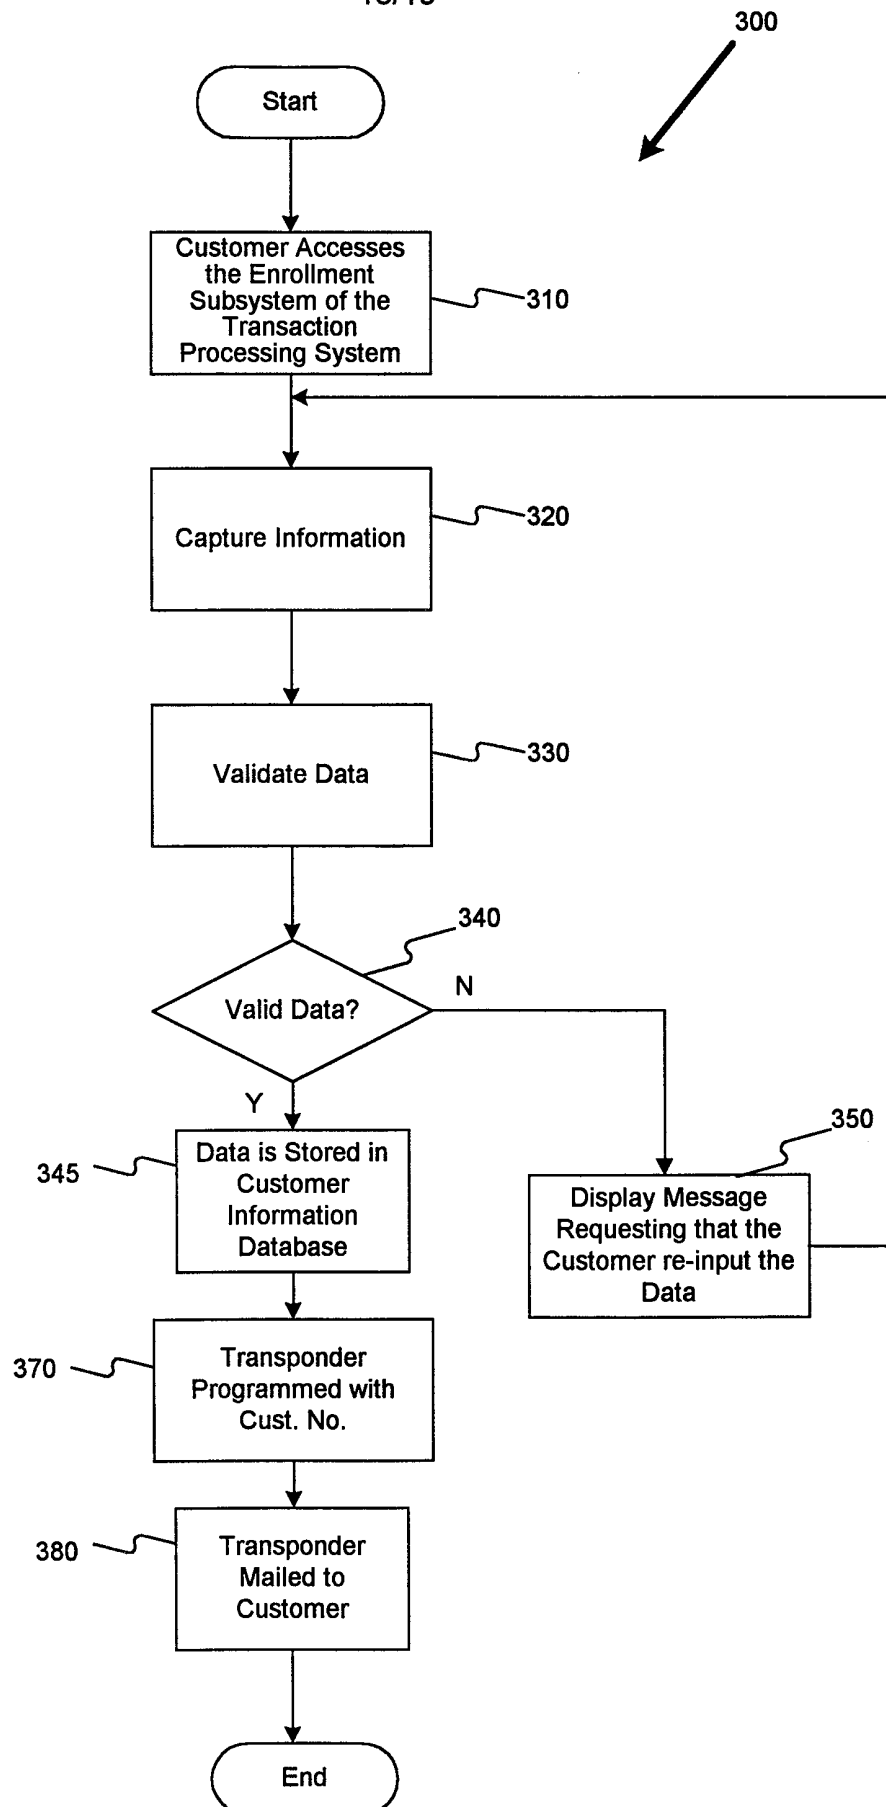 300
Start
Customer Accesses
the Enrollment
Subsystem of the
Transaction
Processing System
310
Capture Information
320
Validate Data
330
340
Valid Data?
N
Y
345
Data is Stored in
Customer
Information
Database
350
Display Message
Requesting that the
Customer re-input the
Data
370
Transponder
Programmed with
Cust. No.
380
Transponder
Mailed to
Customer
End